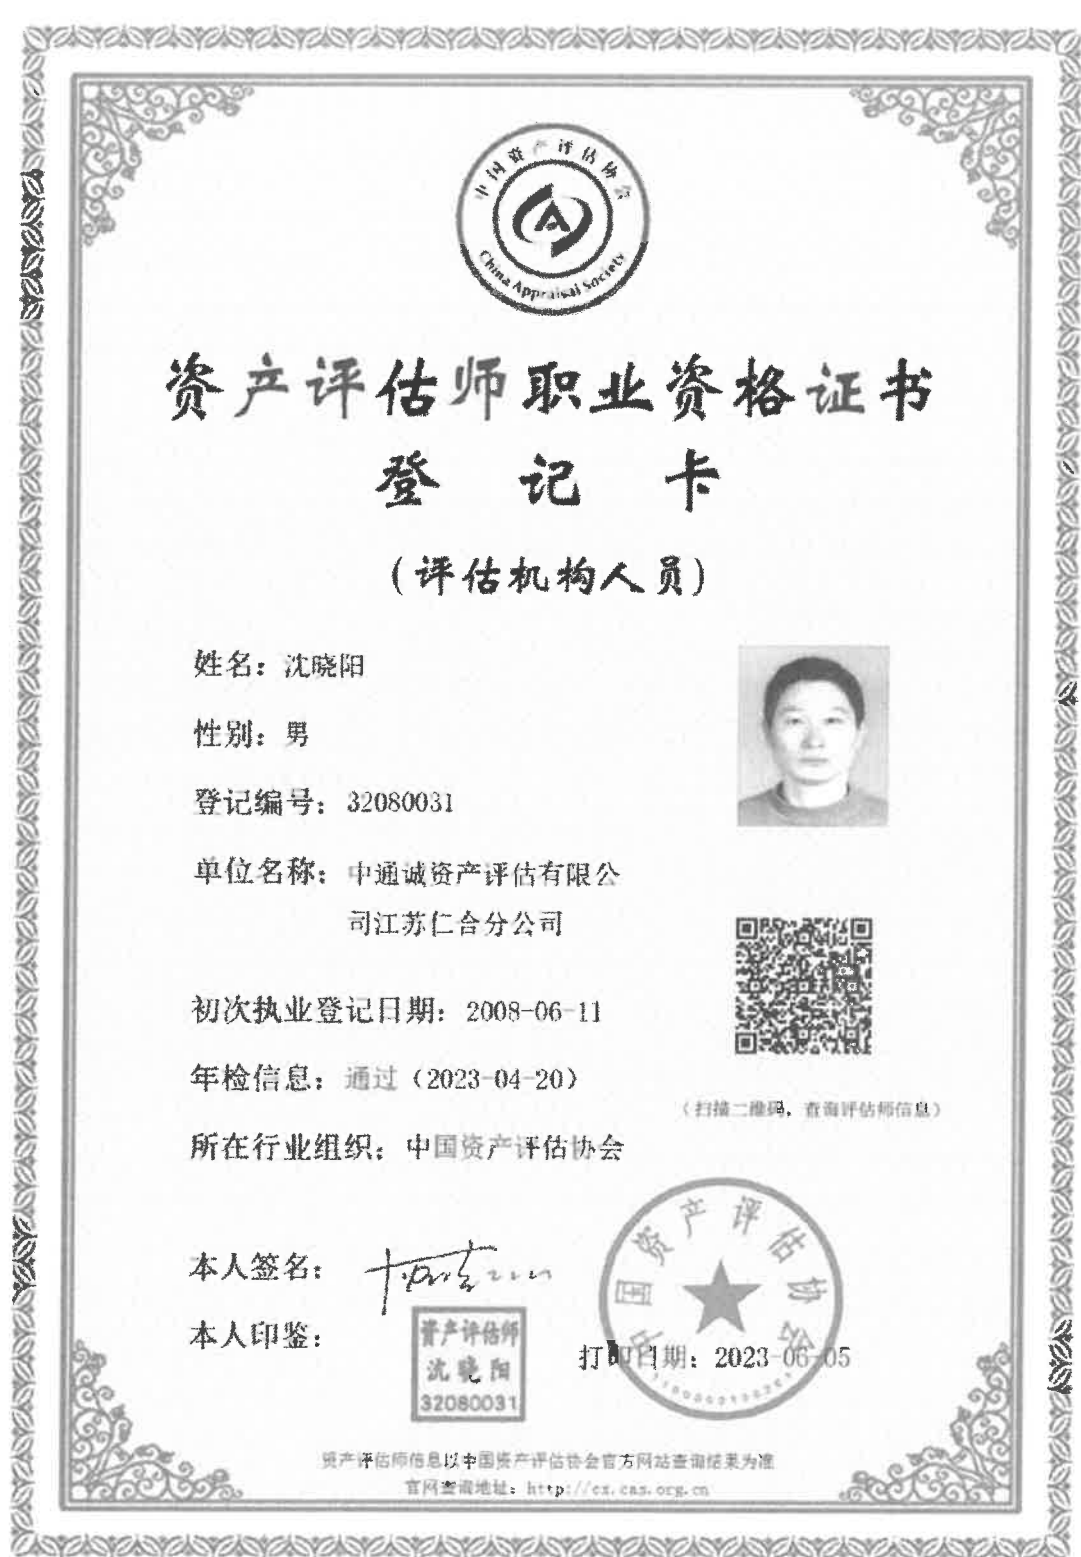 中国资产评估协会
China Appraisal Society
资产评估师职业资格证书
登记卡
(评估机构人员)
姓名：沈晓阳
性别：男
登记编号：32080031
单位名称：中通诚资产评估有限公
司江苏仁合分公司
初次执业登记日期：2008-06-11
年检信息：通过（2023-04-20）
（扫描二维码，查询评估师信息）
所在行业组织：中国资产评估协会
中国资产评估协会
本人签名：
本人印鉴：
资产评估师
沈晓阳
32080031
打印日期：2023-06-05
资产评估师信息以中国资产评估协会官方网站查询结果为准
官网查询地址：http://cx.cas.org.cn